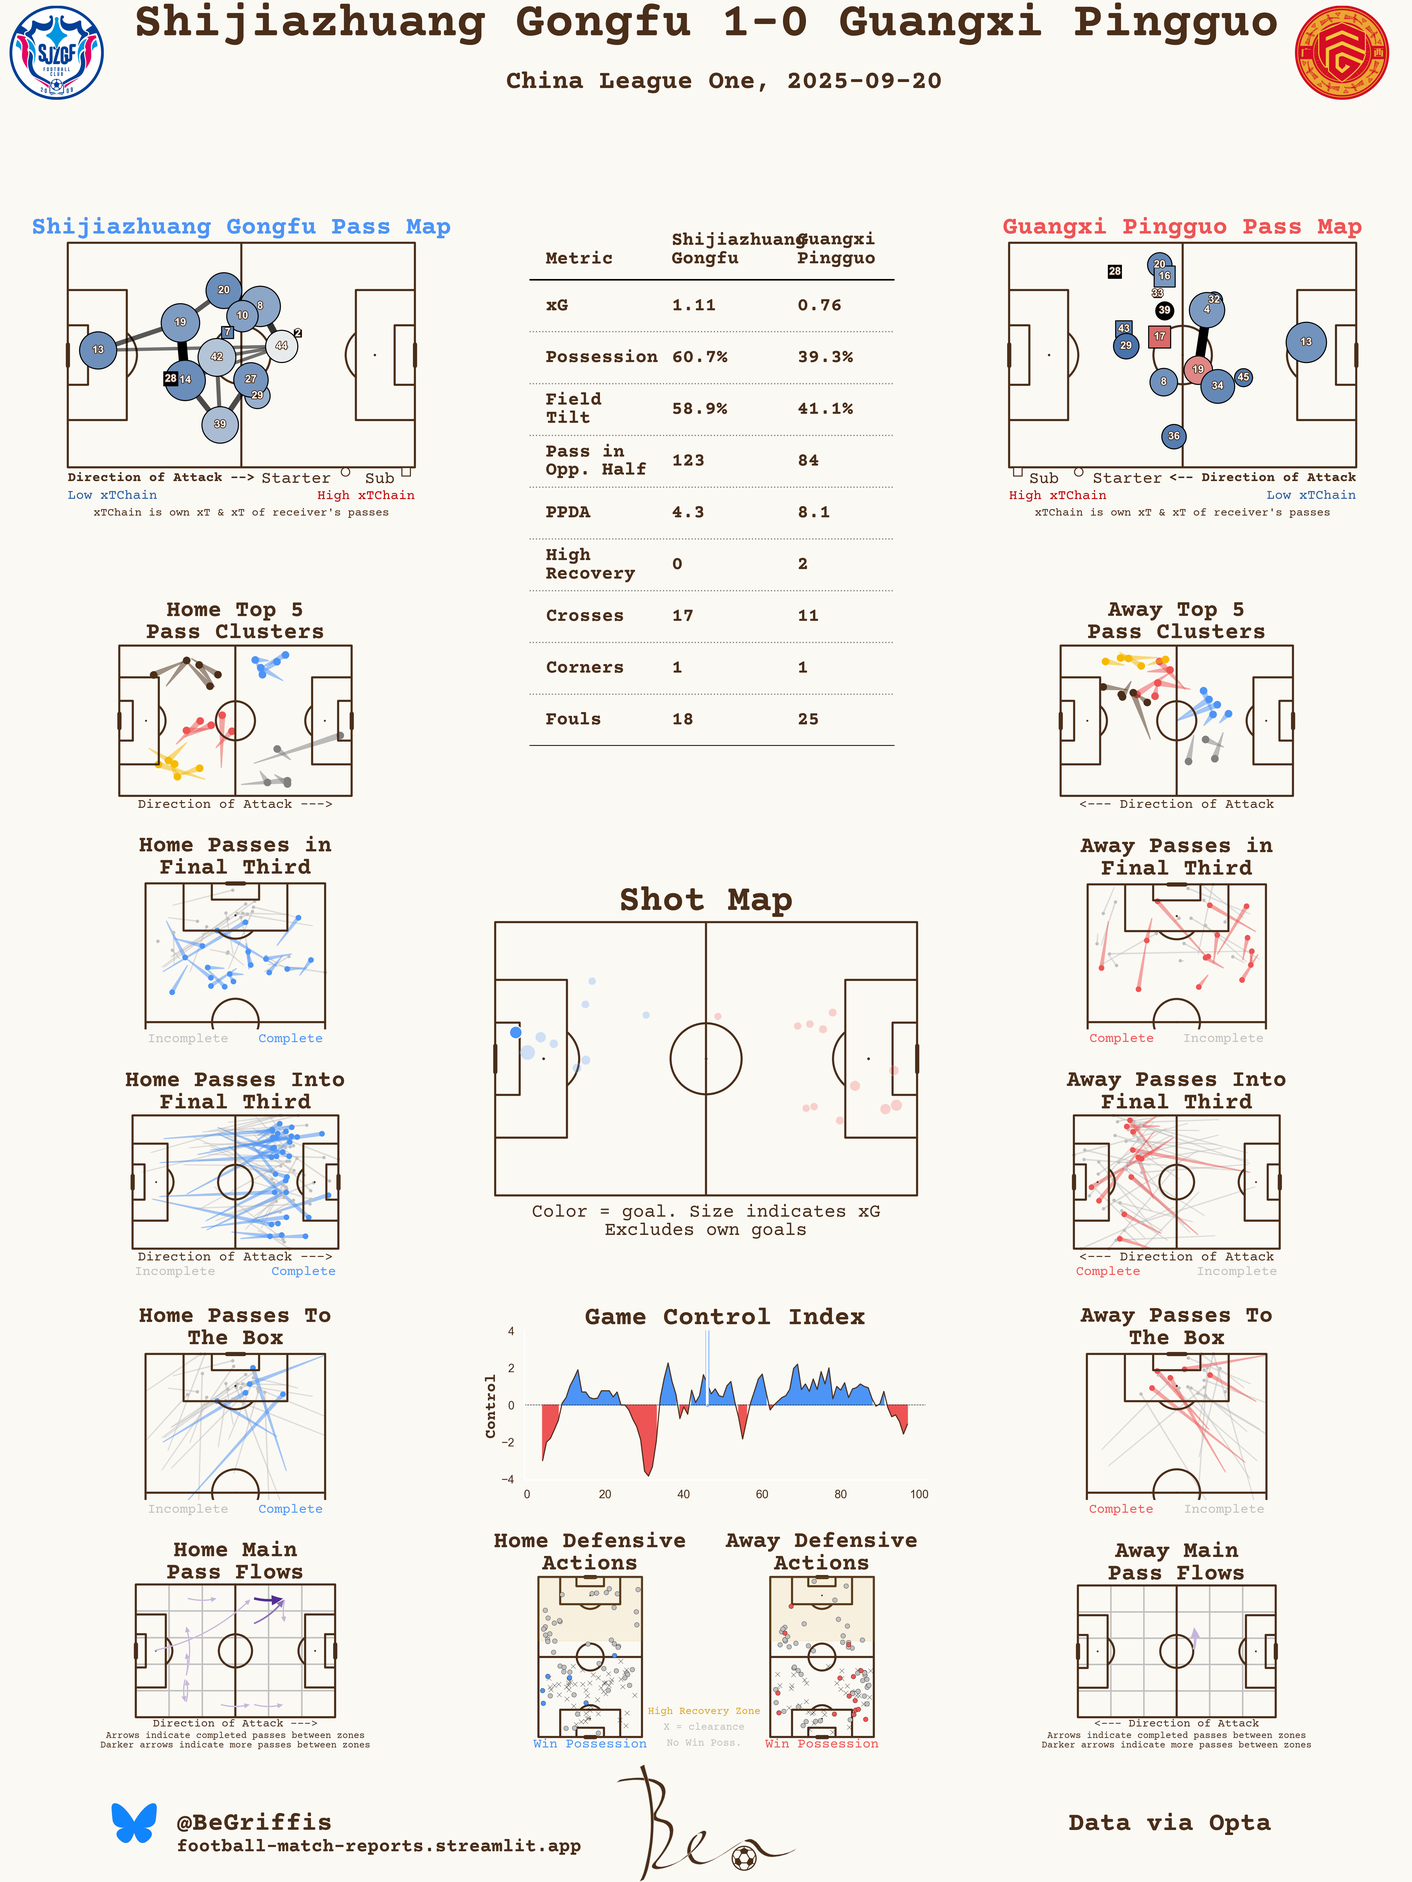 Shijiazhuang Gongfu 1-0 Guangxi Pingguo
China League One, 2025-09-20
SJZGF
FOOTBALL
CLUB
广 西
Shijiazhuang Gongfu Pass Map
20
8
10
19
7
2
13
42
44
28
14
27
29
39
Direction of Attack --> Starter Sub
Low xTChain High xTChain
xTChain is own xT & xT of receiver's passes
Metric Shijiazhuang Gongfu Guangxi Pingguo
xG 1.11 0.76
Possession 60.7% 39.3%
Field Tilt 58.9% 41.1%
Pass in Opp. Half 123 84
PPDA 4.3 8.1
High Recovery 0 2
Crosses 17 11
Corners 1 1
Fouls 18 25
Guangxi Pingguo Pass Map
20
28
16
33
32
39
4
43
17
29
13
19
8
34
45
36
Sub Starter <-- Direction of Attack
High xTChain Low xTChain
xTChain is own xT & xT of receiver's passes
Home Top 5
Pass Clusters
Direction of Attack --->
Away Top 5
Pass Clusters
<--- Direction of Attack
Home Passes in
Final Third
Incomplete Complete
Shot Map
Color = goal. Size indicates xG
Excludes own goals
Away Passes in
Final Third
Complete Incomplete
Home Passes Into
Final Third
Direction of Attack --->
Incomplete Complete
Away Passes Into
Final Third
<--- Direction of Attack
Complete Incomplete
Home Passes To
The Box
Incomplete Complete
Game Control Index
Control
4
2
0
−2
−4
0 20 40 60 80 100
Away Passes To
The Box
Complete Incomplete
Home Main
Pass Flows
Direction of Attack --->
Arrows indicate completed passes between zones
Darker arrows indicate more passes between zones
Home Defensive
Actions
Win Possession
High Recovery Zone
X = clearance
No Win Poss.
Away Defensive
Actions
Win Possession
Away Main
Pass Flows
<--- Direction of Attack
Arrows indicate completed passes between zones
Darker arrows indicate more passes between zones
@BeGriffis
football-match-reports.streamlit.app
Ben
Data via Opta